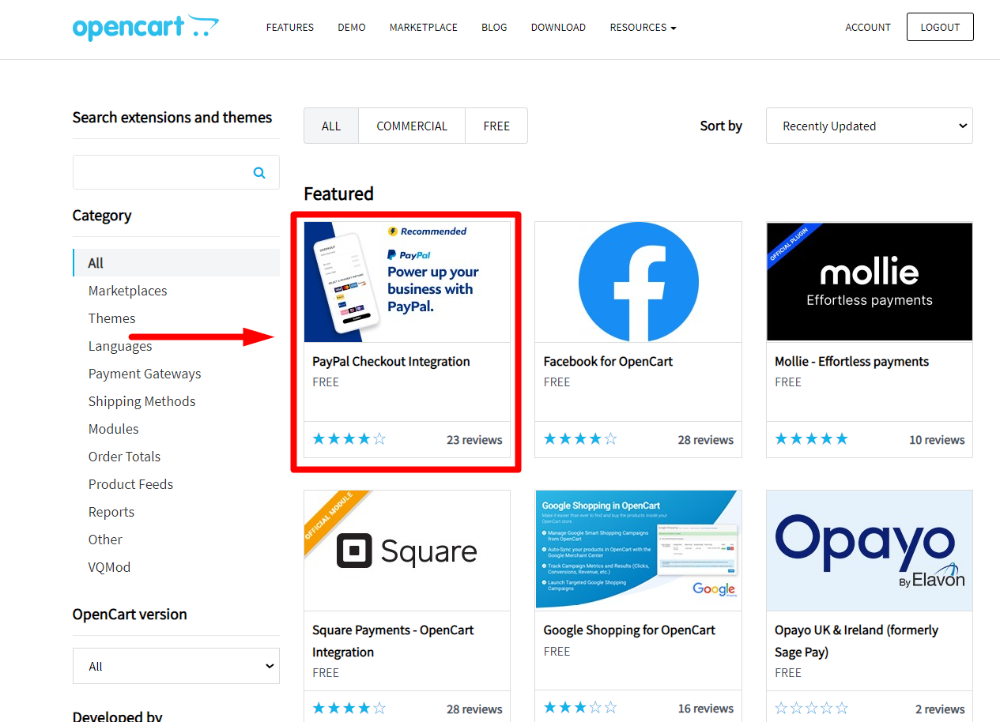 opencart
FEATURES
DEMO
MARKETPLACE
BLOG
DOWNLOAD
RESOURCES
ACCOUNT
LOGOUT
Search extensions and themes
ALL
COMMERCIAL
FREE
Sort by
Recently Updated
Category
All
Marketplaces
Themes
Languages
Payment Gateways
Shipping Methods
Modules
Order Totals
Product Feeds
Reports
Other
VQMod
OpenCart version
All
Developed by
Featured
CHECKOUT
SELECT A PAYMENT METHOD
Recommended
PayPal
Power up your
business with
PayPal.
PayPal Checkout Integration
FREE
23 reviews
Facebook for OpenCart
FREE
28 reviews
OFFICIAL PLUGIN
mollie
Effortless payments
Mollie - Effortless payments
FREE
10 reviews
OFFICIAL MODULE
Square
Square Payments - OpenCart
Integration
FREE
28 reviews
Google Shopping in OpenCart
Make it easier than ever to find and buy the products inside your
OpenCart store
Manage Google Smart Shopping Campaigns
from OpenCart
Auto-Sync your products in OpenCart with the
Google Merchant Center
Track Campaign Metrics and Results (Clicks,
Conversions, Revenue, etc.)
Launch Targeted Google Shopping
Campaigns
Google
Shopping
Google Shopping for OpenCart
FREE
16 reviews
Opayo
By Elavon
Opayo UK & Ireland (formerly
Sage Pay)
FREE
2 reviews